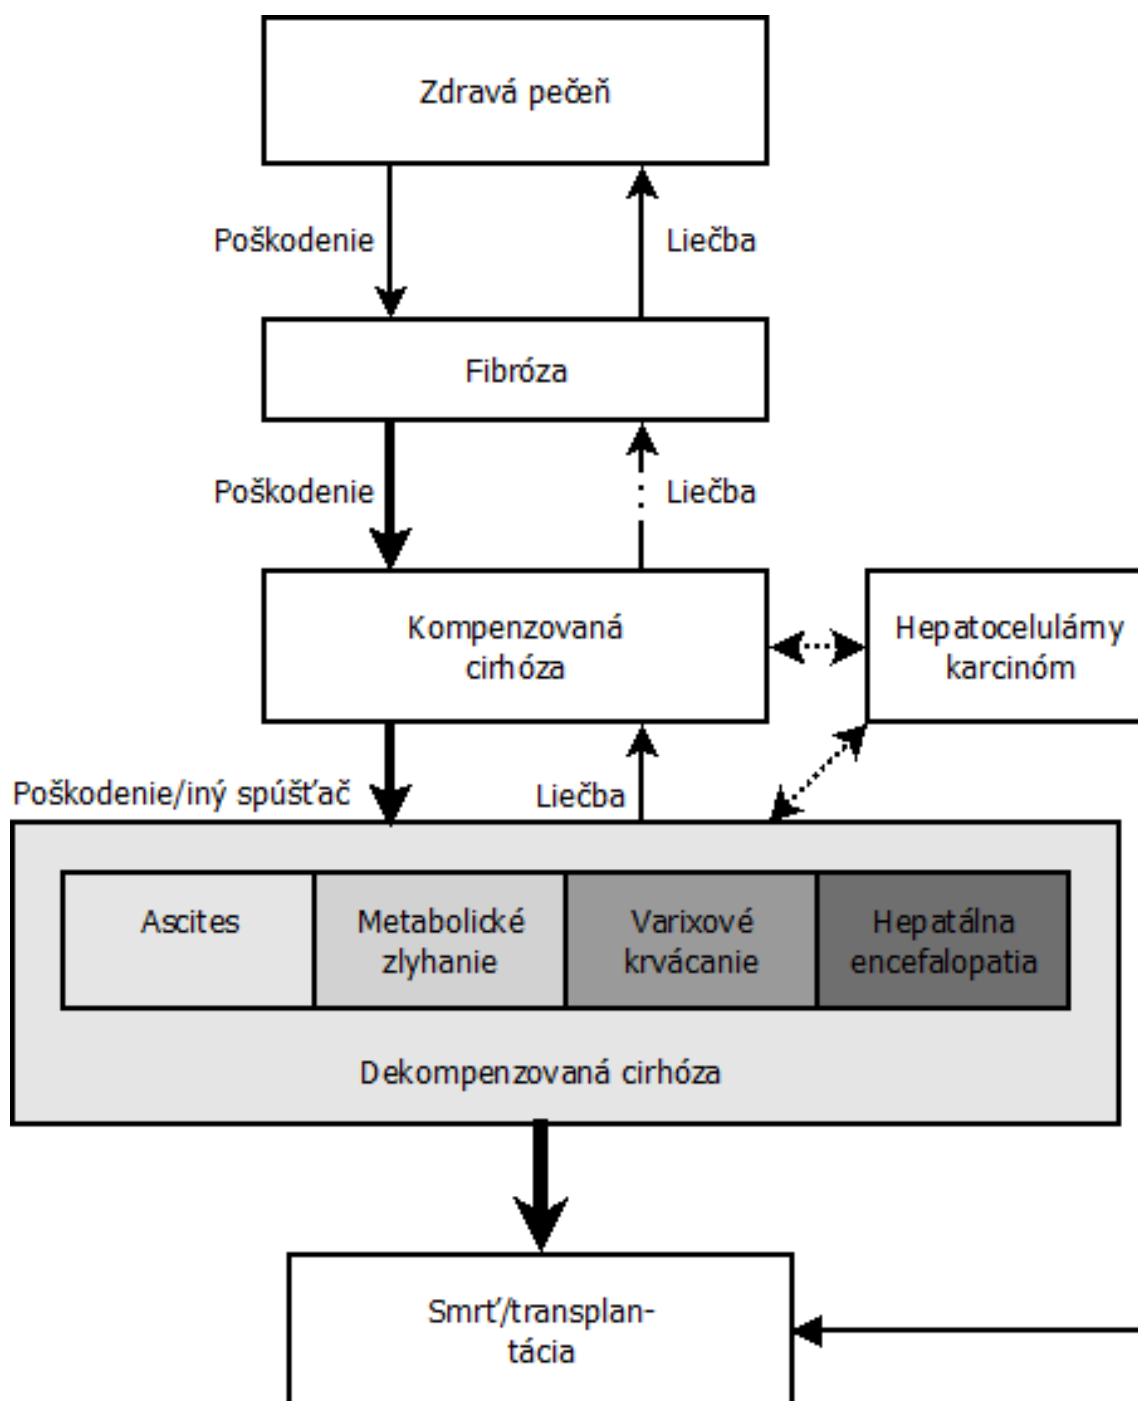 Zdravá pečeň
Poškodenie
Liečba
Fibróza
Poškodenie
Liečba
Kompenzovaná
cirhóza
Hepatocelulárny
karcinóm
Poškodenie/iný spúšťač
Liečba
Ascites
Metabolické
zlyhanie
Varixové
krvácanie
Hepatálna
encefalopatia
Dekompenzovaná cirhóza
Smrť/transplan-
tácia